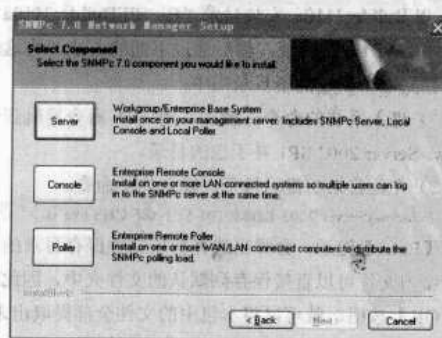 SNMPc 7.0 Network Manager Setup
Select Component
Select the SNMPc 7.0 component you would like to install.
Server
Workgroup/Enterprise Base System
Install once on your management server. Includes SNMPc Server, Local
Console and Local Poller
Console
Enterprise Remote Console
Install on one or more LAN connected systems so multiple users can log
in to the SNMPc server at the same time.
Poller
Enterprise Remote Poller
Install on one or more WAN/LAN connected computers to distribute the
SNMPc polling load.
InstallShield
< Back
Next >
Cancel